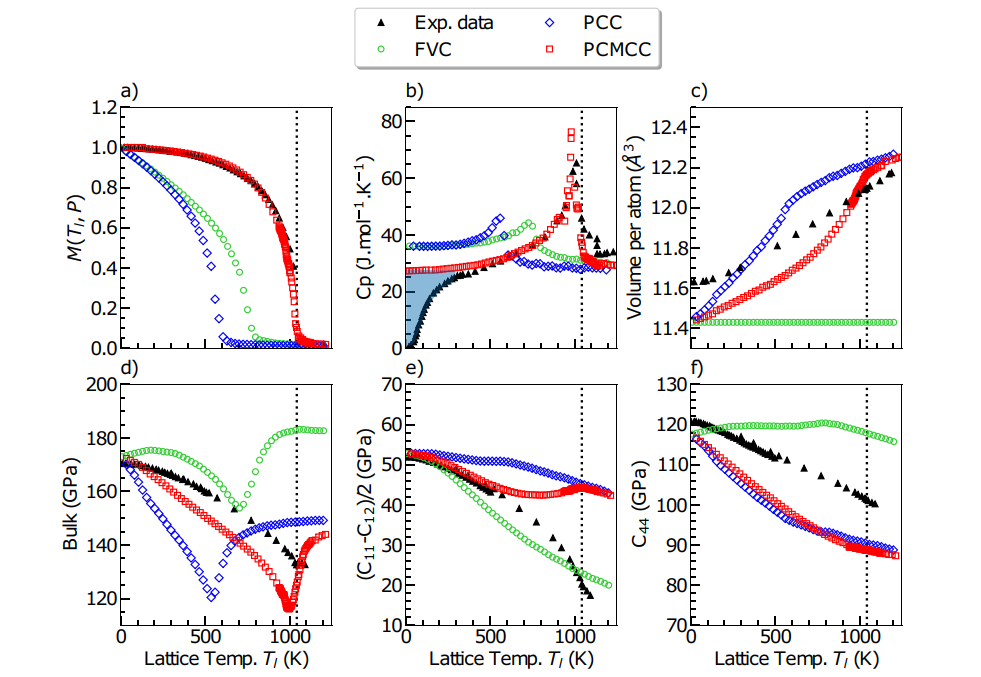 Exp. data
PCC
FVC
PCMCC
a)
b)
c)
1.2
1.0
0.8
0.6
0.4
0.2
0.0
M(Tl, P)
80
60
40
20
0
Cp (J.mol⁻¹.K⁻¹)
12.4
12.2
12.0
11.8
11.6
11.4
Volume per atom (Å³)
d)
e)
f)
200
180
160
140
120
Bulk (GPa)
0 500 1000
Lattice Temp. Tl (K)
70
60
50
40
30
20
10
(C₁₁-C₁₂)/2 (GPa)
0 500 1000
Lattice Temp. Tl (K)
130
120
110
100
90
80
70
C₄₄ (GPa)
0 500 1000
Lattice Temp. Tl (K)